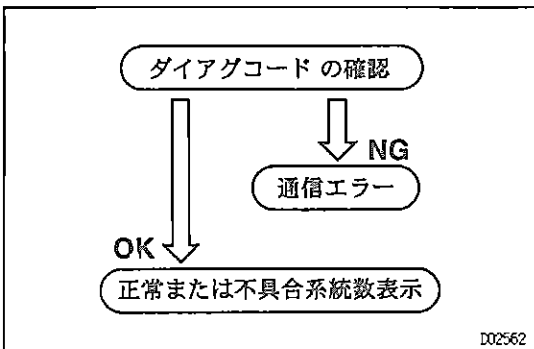 ダイアグコード の確認
NG
通信エラー
OK
正常または不具合系統数表示
D02562